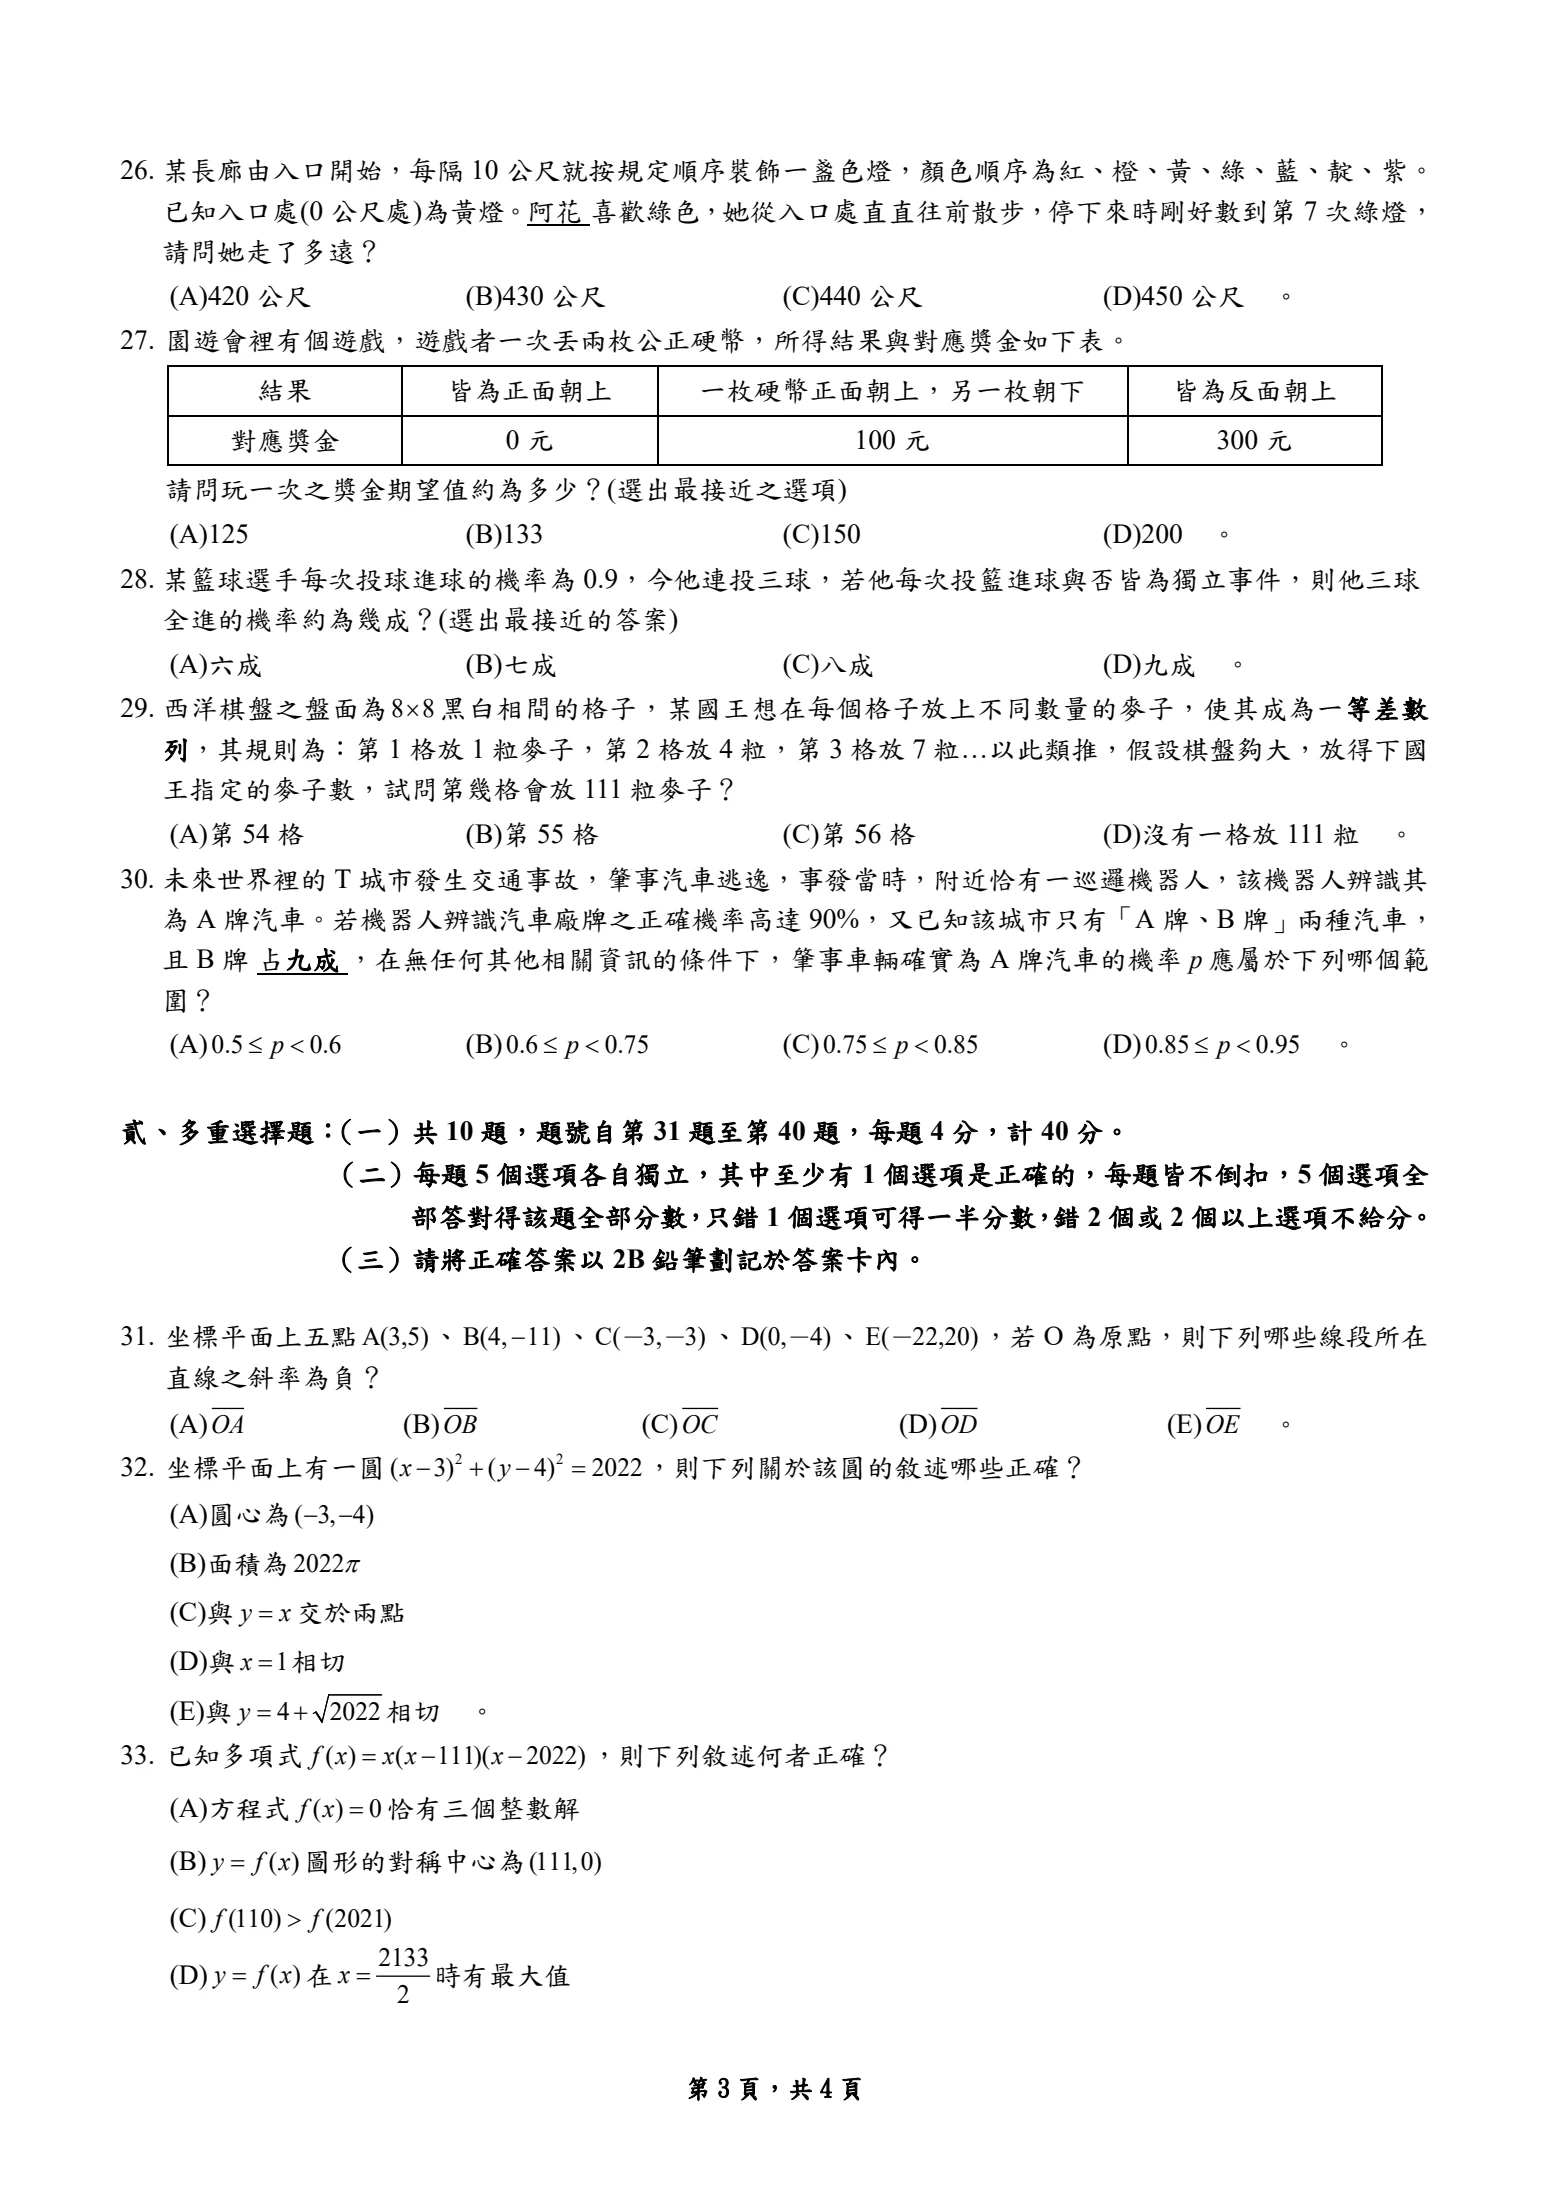 26. 某長廊由入口開始，每隔 10 公尺就按規定順序裝飾一盞色燈，顏色順序為紅、橙、黃、綠、藍、靛、紫。
已知入口處(0 公尺處)為黃燈。阿花 喜歡綠色，她從入口處直直往前散步，停下來時剛好數到第 7 次綠燈，
請問她走了多遠？
(A)420 公尺 (B)430 公尺 (C)440 公尺 (D)450 公尺 。
27. 園遊會裡有個遊戲，遊戲者一次丟兩枚公正硬幣，所得結果與對應獎金如下表。
結果 皆為正面朝上 一枚硬幣正面朝上，另一枚朝下 皆為反面朝上
對應獎金 0 元 100 元 300 元
請問玩一次之獎金期望值約為多少？(選出最接近之選項)
(A)125 (B)133 (C)150 (D)200 。
28. 某籃球選手每次投球進球的機率為 0.9，今他連投三球，若他每次投籃進球與否皆為獨立事件，則他三球
全進的機率約為幾成？(選出最接近的答案)
(A)六成 (B)七成 (C)八成 (D)九成 。
29. 西洋棋盤之盤面為8×8黑白相間的格子，某國王想在每個格子放上不同數量的麥子，使其成為一等差數
列，其規則為：第 1 格放 1 粒麥子，第 2 格放 4 粒，第 3 格放 7 粒…以此類推，假設棋盤夠大，放得下國
王指定的麥子數，試問第幾格會放 111 粒麥子？
(A)第 54 格 (B)第 55 格 (C)第 56 格 (D)沒有一格放 111 粒 。
30. 未來世界裡的 T 城市發生交通事故，肇事汽車逃逸，事發當時，附近恰有一巡邏機器人，該機器人辨識其
為 A 牌汽車。若機器人辨識汽車廠牌之正確機率高達 90%，又已知該城市只有「A 牌、B 牌」兩種汽車，
且 B 牌 占九成 ，在無任何其他相關資訊的條件下，肇事車輛確實為 A 牌汽車的機率 p 應屬於下列哪個範
圍？
(A) 0.5 ≤ p < 0.6 (B) 0.6 ≤ p < 0.75 (C) 0.75 ≤ p < 0.85 (D) 0.85 ≤ p < 0.95 。
貳、多重選擇題：（一）共 10 題，題號自第 31 題至第 40 題，每題 4 分，計 40 分。
（二）每題 5 個選項各自獨立，其中至少有 1 個選項是正確的，每題皆不倒扣，5 個選項全
部答對得該題全部分數，只錯 1 個選項可得一半分數，錯 2 個或 2 個以上選項不給分。
（三）請將正確答案以 2B 鉛筆劃記於答案卡內。
31. 坐標平面上五點 A(3,5)、B(4,−11)、C(－3,－3)、D(0,－4)、E(－22,20)，若 O 為原點，則下列哪些線段所在
直線之斜率為負？
(A) $\overline{OA}$ (B) $\overline{OB}$ (C) $\overline{OC}$ (D) $\overline{OD}$ (E) $\overline{OE}$ 。
32. 坐標平面上有一圓 $(x-3)^2+(y-4)^2=2022$，則下列關於該圓的敘述哪些正確？
(A)圓心為(−3,−4)
(B)面積為2022π
(C)與 y = x 交於兩點
(D)與 x = 1 相切
(E)與 $y=4+\sqrt{2022}$ 相切 。
33. 已知多項式 f(x) = x(x−111)(x−2022)，則下列敘述何者正確？
(A)方程式 f(x) = 0 恰有三個整數解
(B) y = f(x) 圖形的對稱中心為(111,0)
(C) f(110) > f(2021)
(D) y = f(x) 在 $x=\frac{2133}{2}$ 時有最大值
第 3 頁，共 4 頁